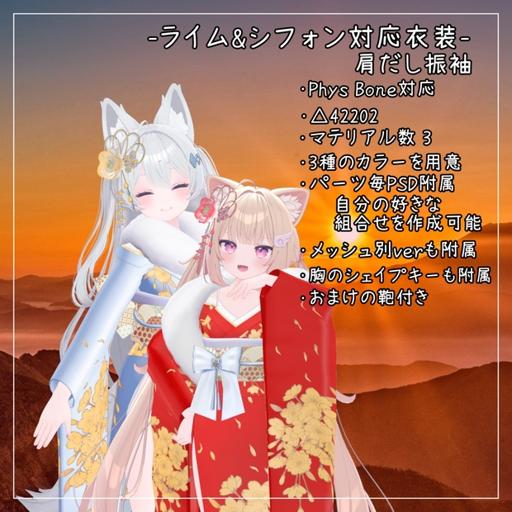 -ライム&シフォン対応衣装-
肩だし振袖
・Phys Bone対応
・△42202
・マテリアル数 3
・3種のカラーを用意
・パーツ毎PSD附属
自分の好きな
組合せを作成可能
・メッシュ別verも附属
・胸のシェイプキーも附属
・おまけの鞄付き